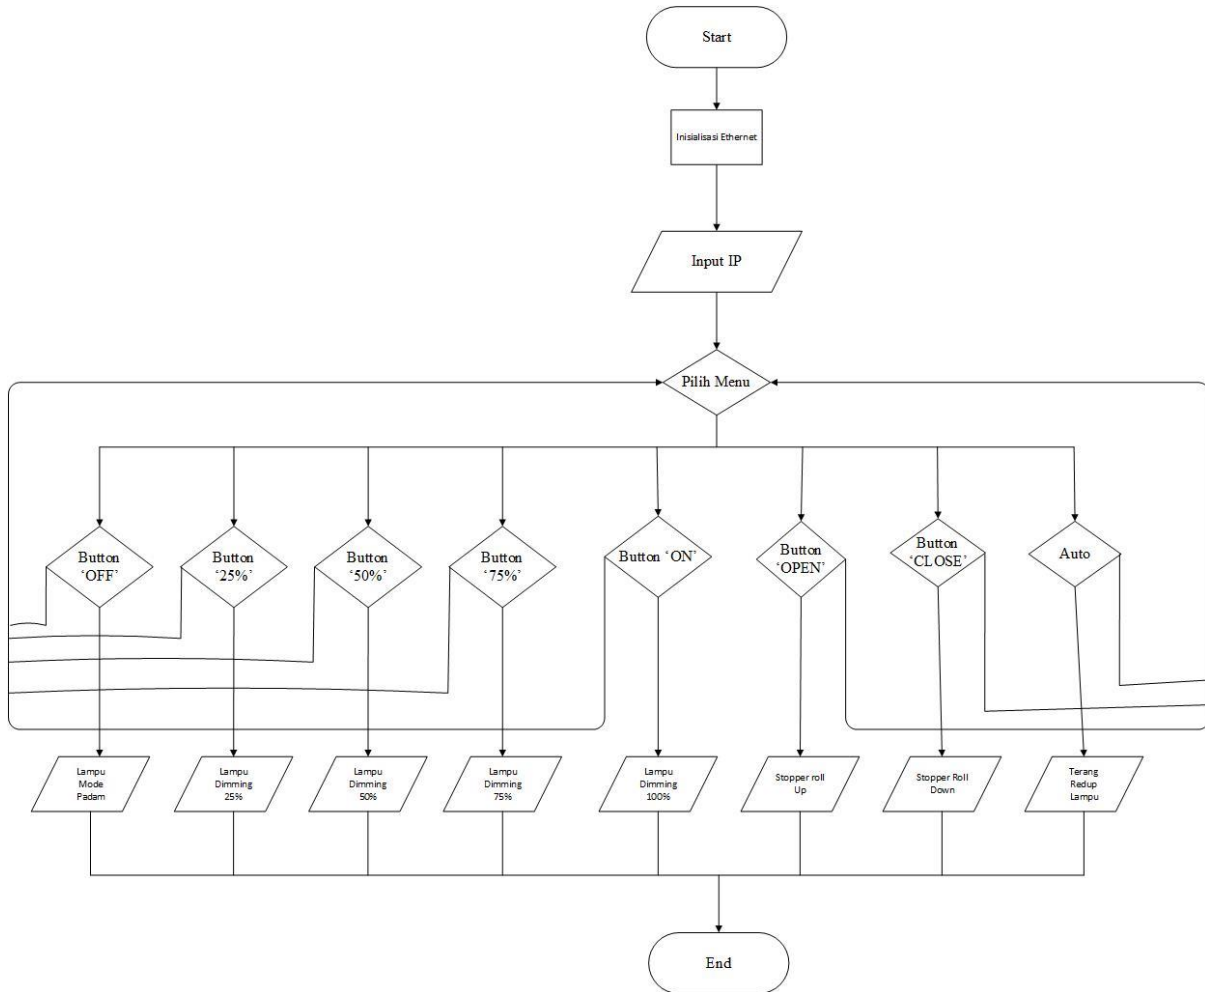 Start
Inisialisasi Ethernet
Input IP
Pilih Menu
Button
‘OFF’
Button
‘25%’
Button
‘50%’
Button
‘75%’
Button ‘ON’
Button
‘OPEN’
Button
‘CLOSE’
Auto
Lampu
Mode
Padam
Lampu
Dimming
25%
Lampu
Dimming
50%
Lampu
Dimming
75%
Lampu
Dimming
100%
Stopper roll
Up
Stopper Roll
Down
Terang
Redup
Lampu
End